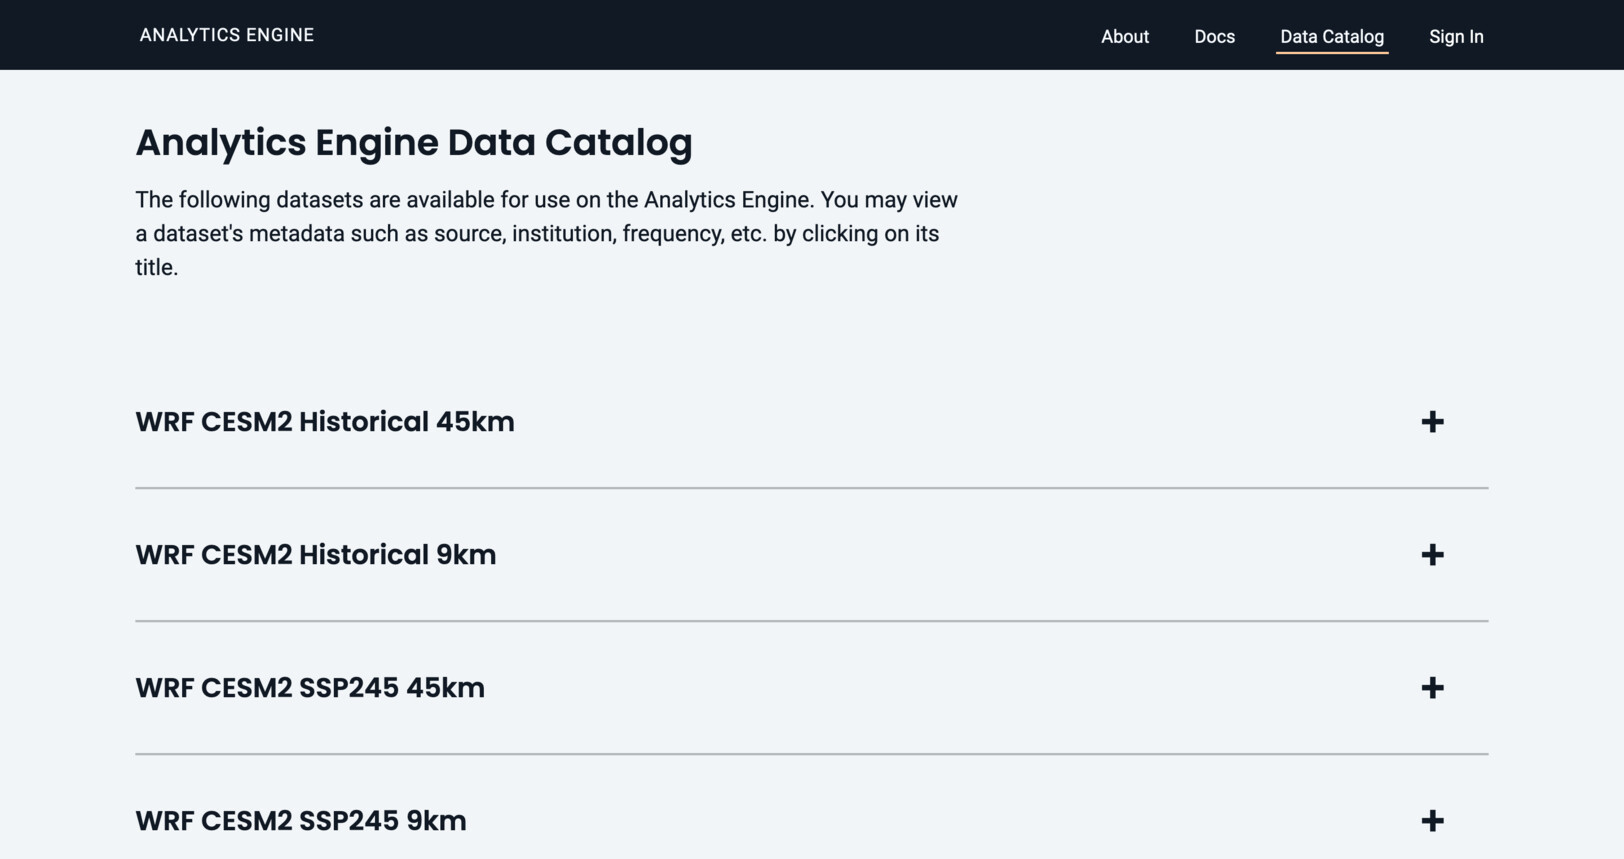 ANALYTICS ENGINE
About
Docs
Data Catalog
Sign In
Analytics Engine Data Catalog
The following datasets are available for use on the Analytics Engine. You may view
a dataset's metadata such as source, institution, frequency, etc. by clicking on its
title.
WRF CESM2 Historical 45km
WRF CESM2 Historical 9km
WRF CESM2 SSP245 45km
WRF CESM2 SSP245 9km